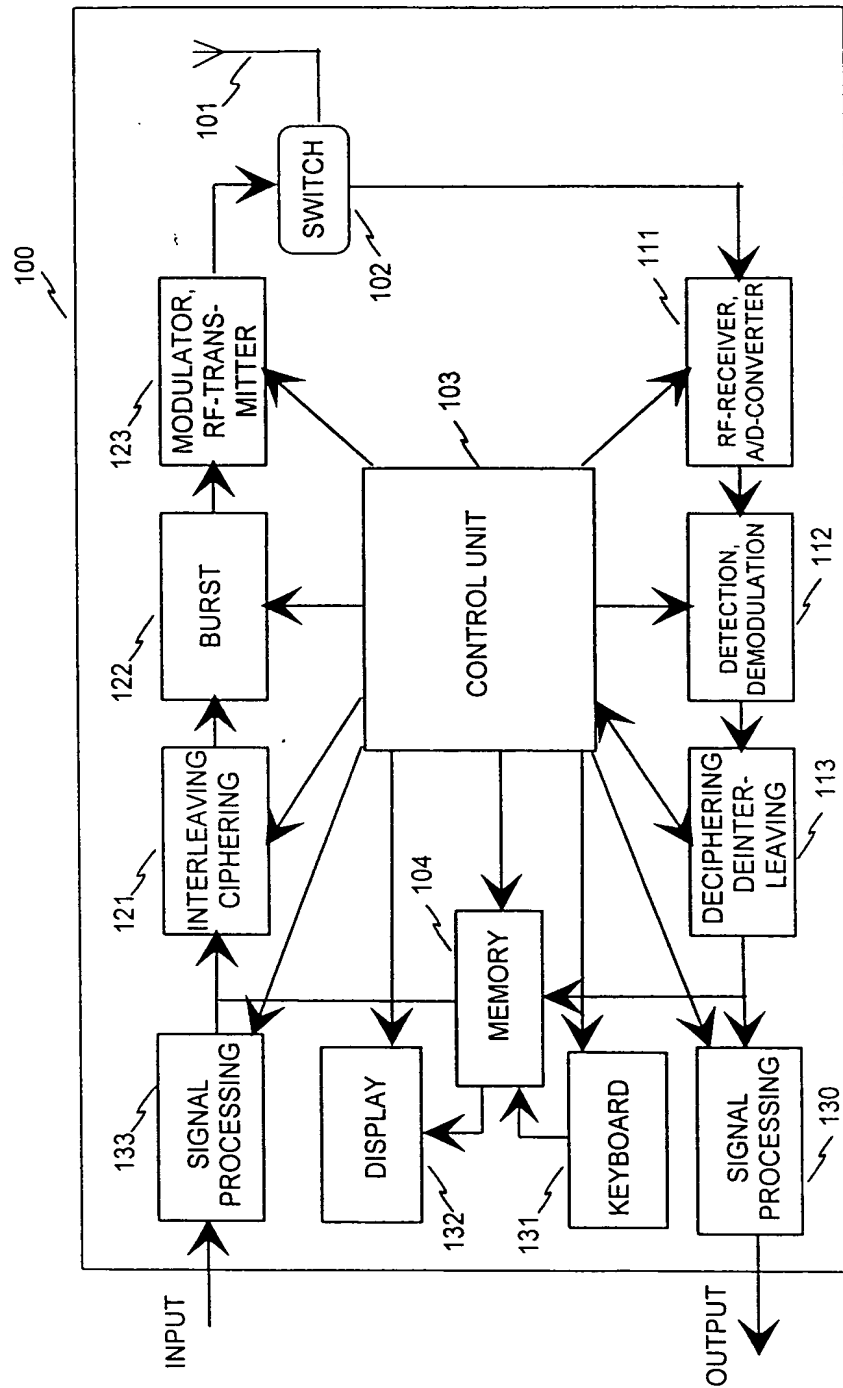 100
INPUT
133
SIGNAL
PROCESSING
121
INTERLEAVING
CIPHERING
122
BURST
123
MODULATOR,
RF-TRANS-
MITTER
101
SWITCH
102
DISPLAY
132
104
MEMORY
103
CONTROL UNIT
131
KEYBOARD
OUTPUT
SIGNAL
PROCESSING
130
DECIPHERING
DEINTER-
LEAVING
113
DETECTION,
DEMODULATION
112
RF-RECEIVER,
A/D-CONVERTER
111